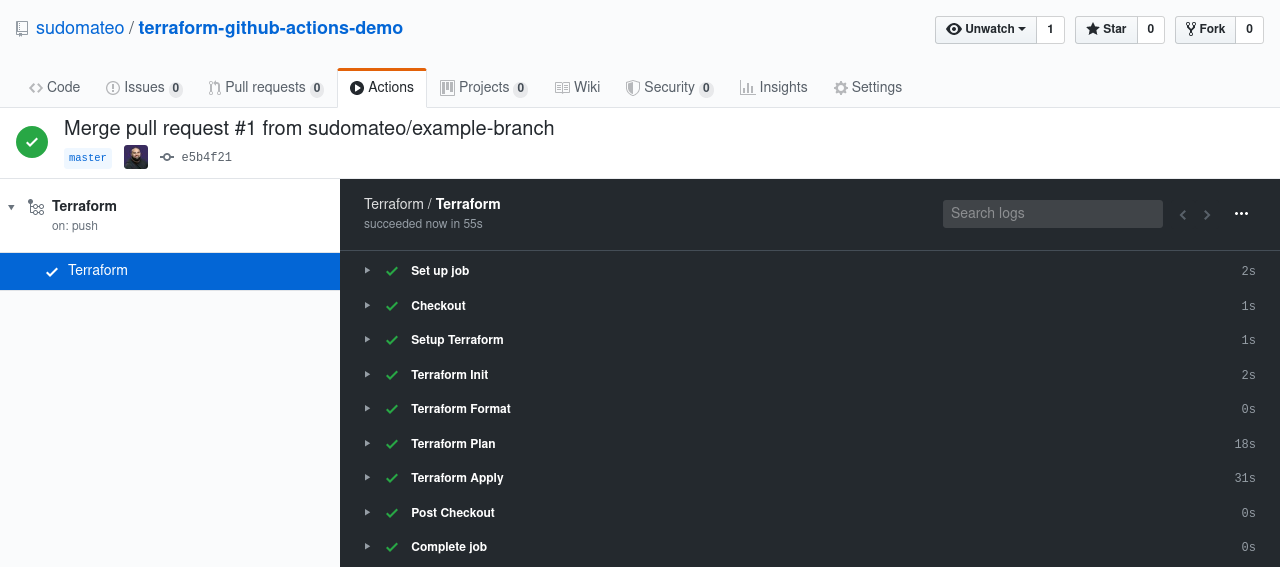 sudomateo / terraform-github-actions-demo
Unwatch 1 Star 0 Fork 0
Code Issues 0 Pull requests 0 Actions Projects 0 Wiki Security 0 Insights Settings
Merge pull request #1 from sudomateo/example-branch
master e5b4f21
Terraform
on: push
Terraform
Terraform / Terraform
succeeded now in 55s
Search logs
Set up job 2s
Checkout 1s
Setup Terraform 1s
Terraform Init 2s
Terraform Format 0s
Terraform Plan 18s
Terraform Apply 31s
Post Checkout 0s
Complete job 0s